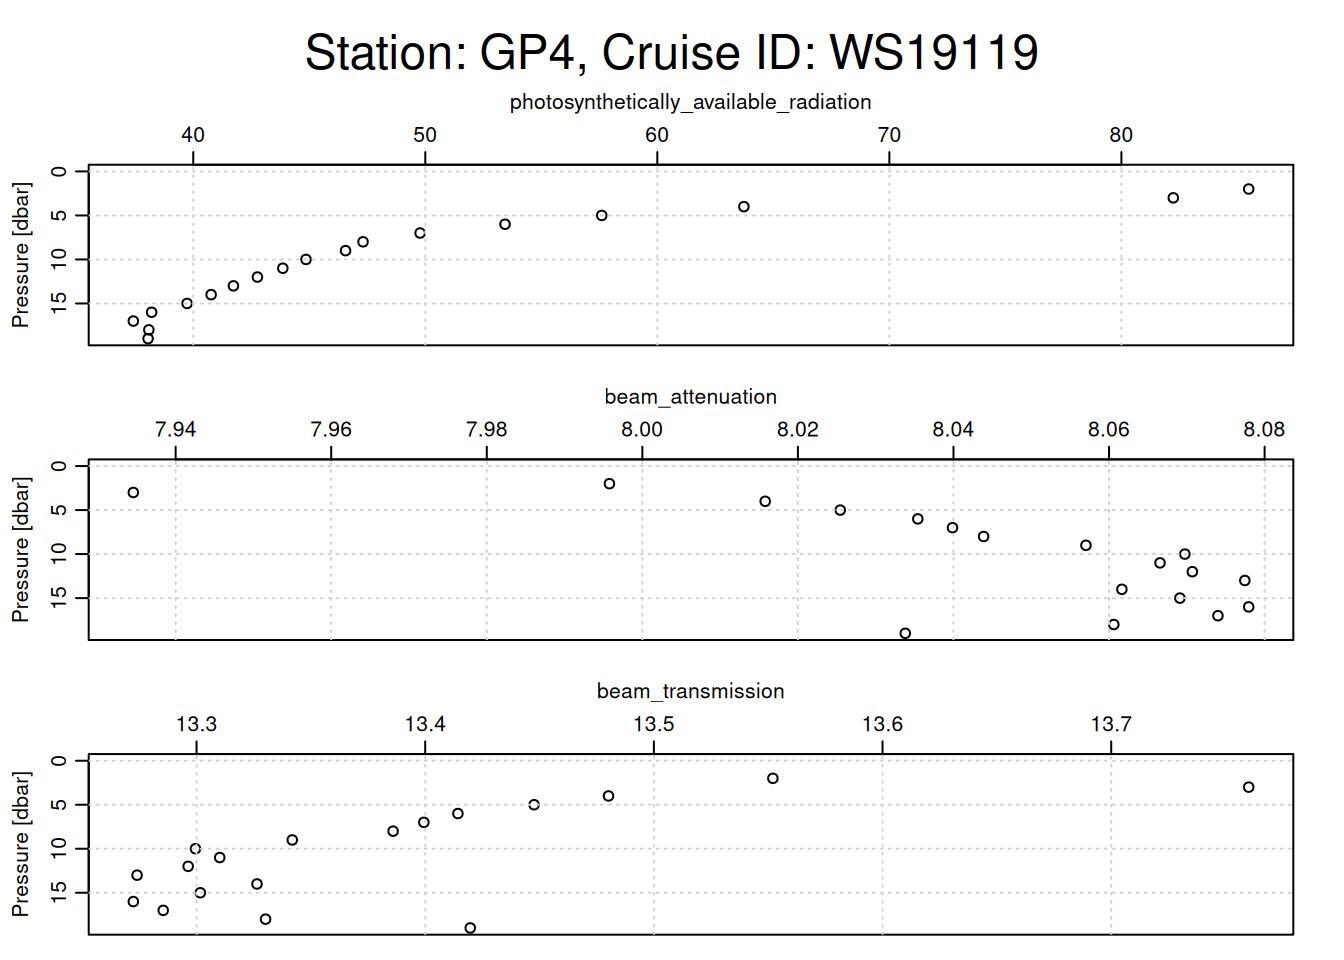 Station: GP4, Cruise ID: WS19119
photosynthetically_available_radiation
40 50 60 70 80
Pressure [dbar]
0
5
10
15
beam_attenuation
7.94 7.96 7.98 8.00 8.02 8.04 8.06 8.08
Pressure [dbar]
0
5
10
15
beam_transmission
13.3 13.4 13.5 13.6 13.7
Pressure [dbar]
0
5
10
15